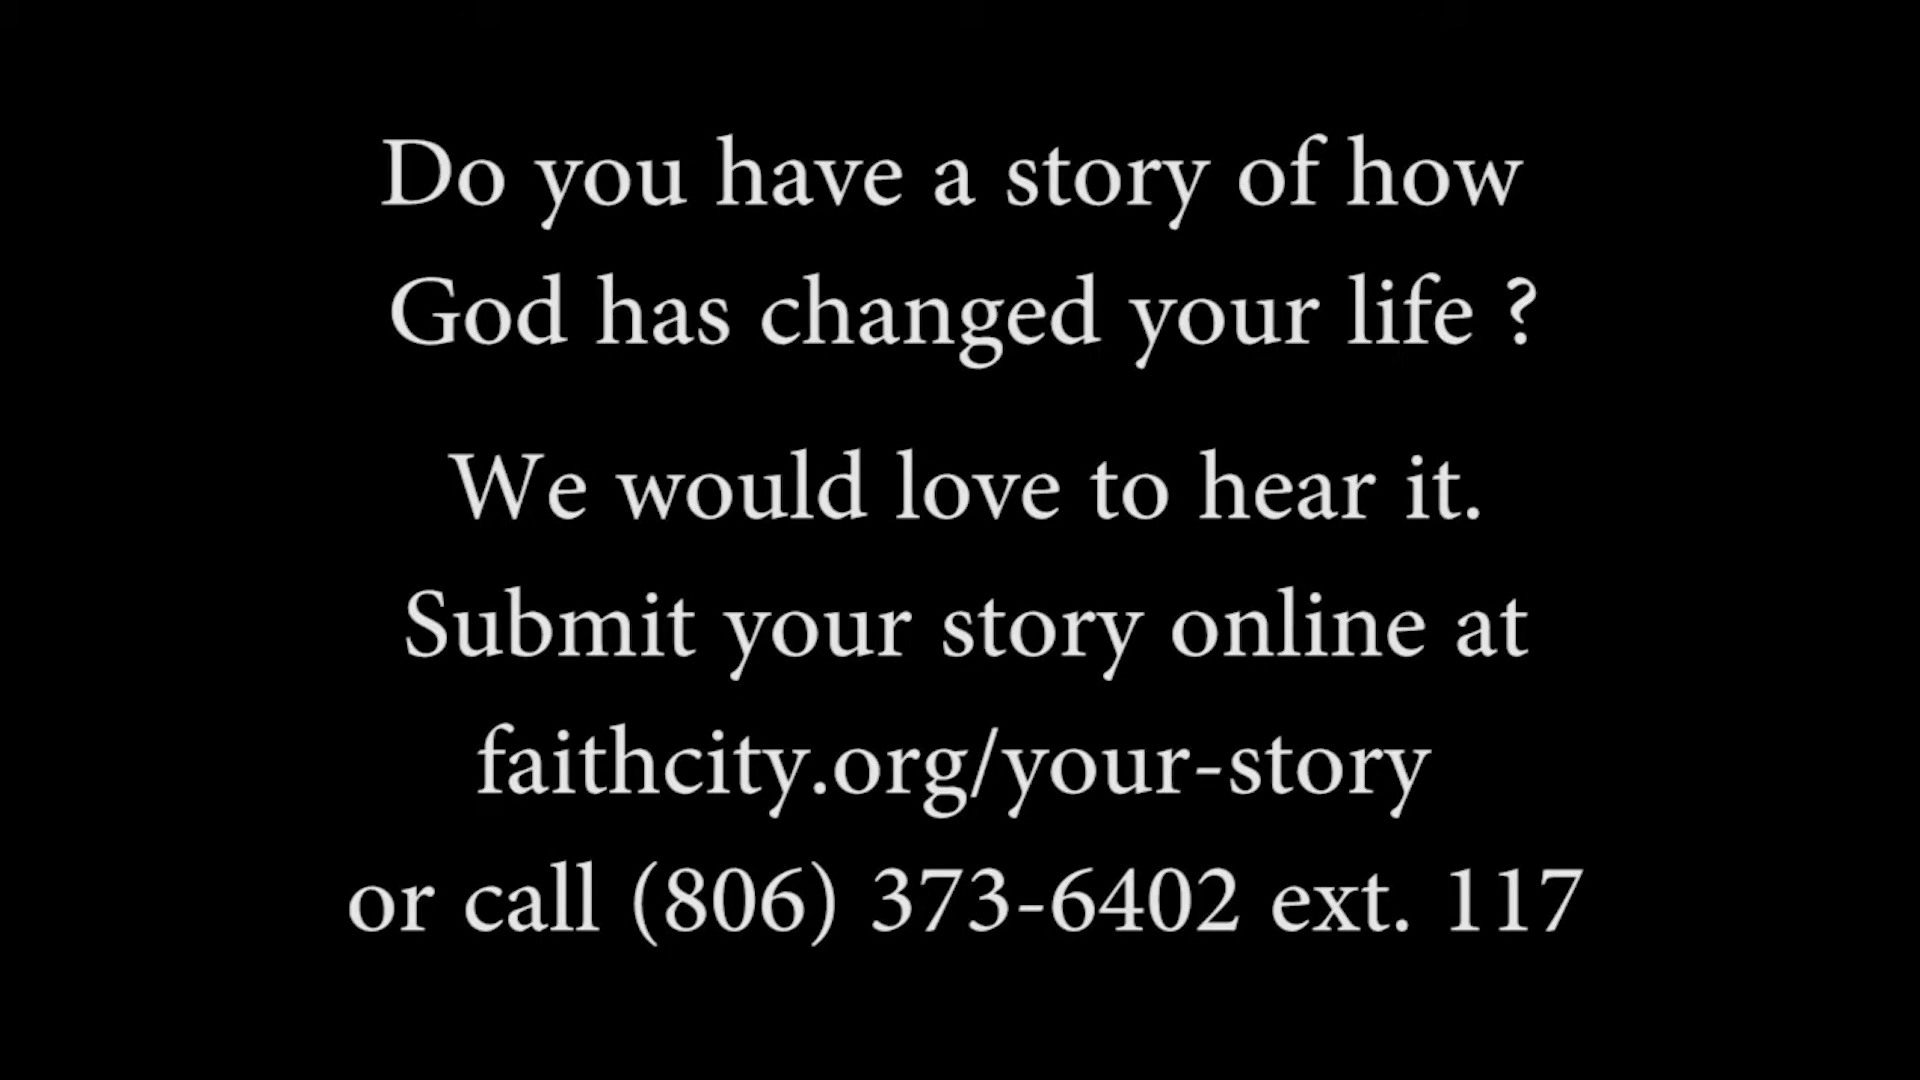 Do you have a story of how
God has changed your life ?
We would love to hear it.
Submit your story online at
faithcity.org/your-story
or call (806) 373-6402 ext. 117